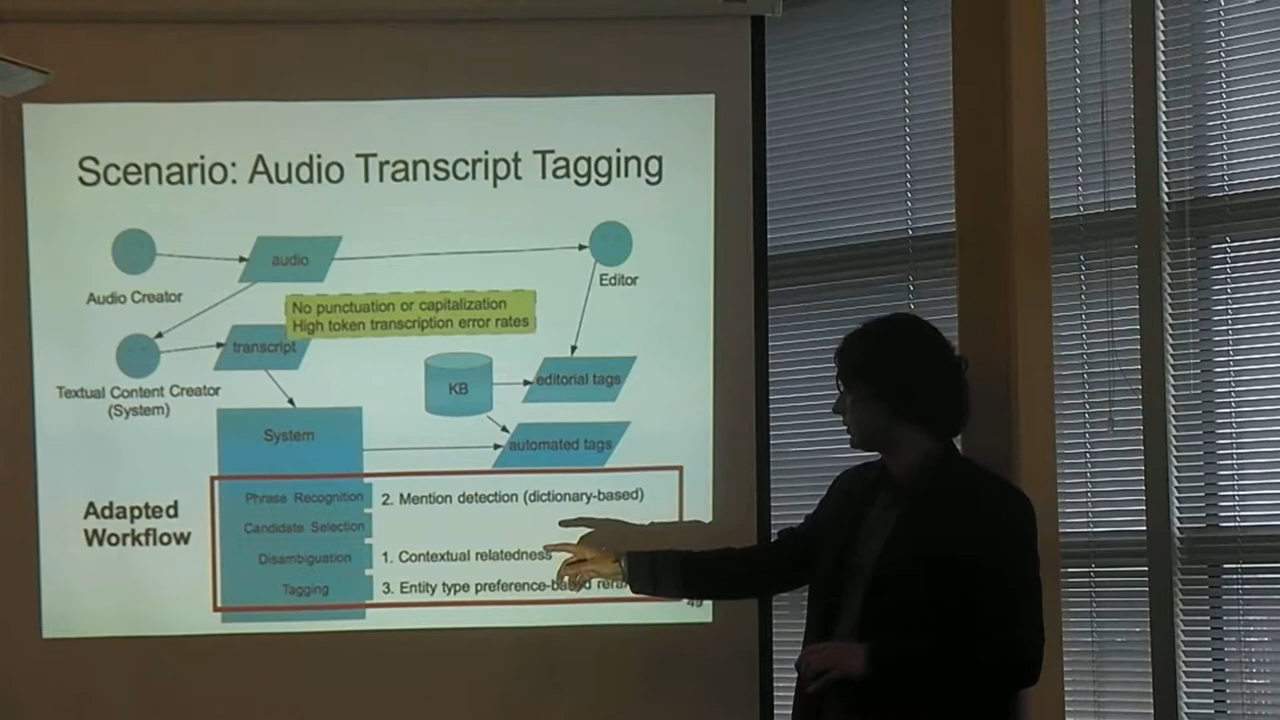 Scenario: Audio Transcript Tagging
audio
Audio Creator
Editor
No punctuation or capitalization
High token transcription error rates
transcript
Textual Content Creator
(System)
KB
editorial tags
System
automated tags
Adapted
Workflow
Phrase Recognition
2. Mention detection (dictionary-based)
Candidate Selection
Disambiguation
1. Contextual relatedness
Tagging
3. Entity type preference-based
49